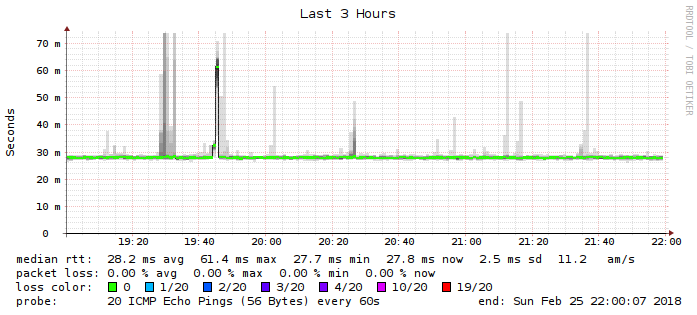 Last 3 Hours
RRDTOOL / TOBI OETIKER
Seconds
70 m
60 m
50 m
40 m
30 m
20 m
10 m
0
19:20 19:40 20:00 20:20 20:40 21:00 21:20 21:40 22:00
median rtt: 28.2 ms avg 61.4 ms max 27.7 ms min 27.8 ms now 2.5 ms sd 11.2 am/s
packet loss: 0.00 % avg 0.00 % max 0.00 % min 0.00 % now
loss color: 0 1/20 2/20 3/20 4/20 10/20 19/20
probe: 20 ICMP Echo Pings (56 Bytes) every 60s end: Sun Feb 25 22:00:07 2018